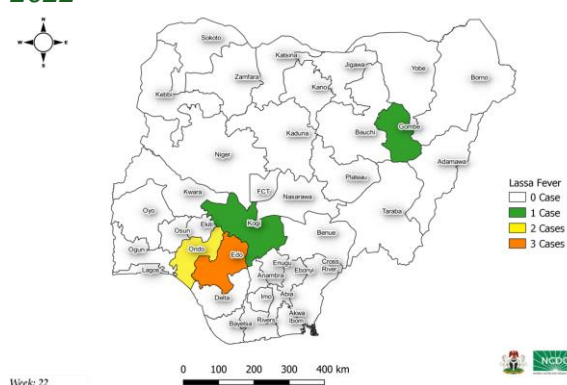 2022
N
W E
S
Sokoto
Katsina
Jigawa
Yobe
Borno
Zamfara
Kebbi
Kano
Kaduna
Bauchi
Gombe
Niger
Adamawa
Plateau
Kwara
FCT
Nasarawa
Taraba
Oyo
Ekiti
Kogi
Osun
Benue
Ogun
Ondo
Edo
Lagos
Enugu
Ebonyi
Cross
River
Anambra
Delta
Imo
Abia
Bayelsa
Rivers
Akwa
Ibom
Lassa Fever
0 Case
1 Case
2 Cases
3 Cases
NCDC
Week: 22
0 100 200 300 400 km